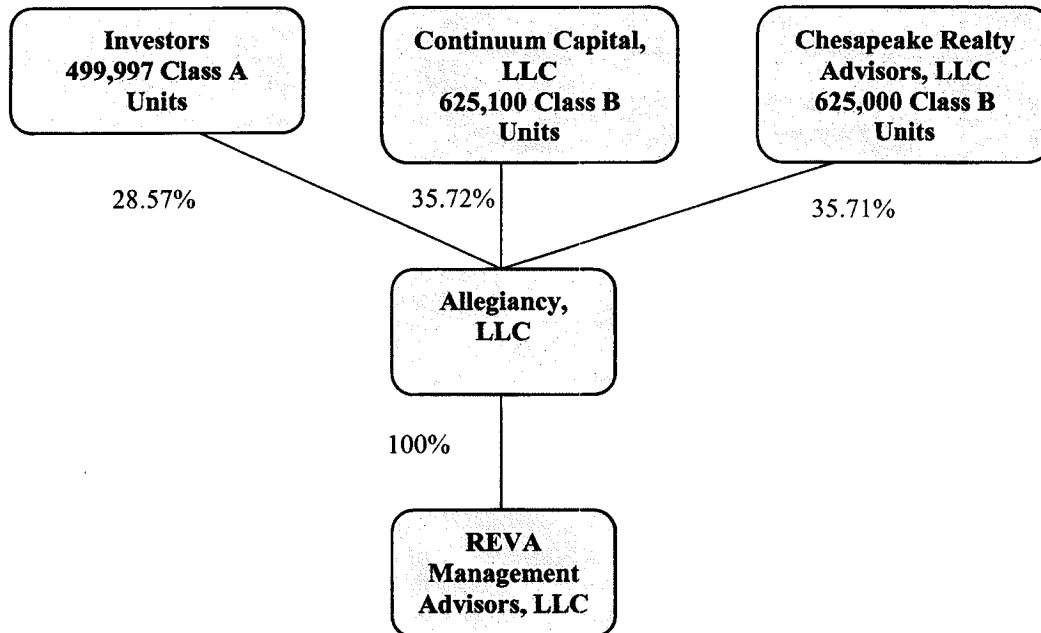 Investors
499,997 Class A
Units
Continuum Capital,
LLC
625,100 Class B
Units
Chesapeake Realty
Advisors, LLC
625,000 Class B
Units
28.57%
35.72%
35.71%
Allegiancy,
LLC
100%
REVA
Management
Advisors, LLC